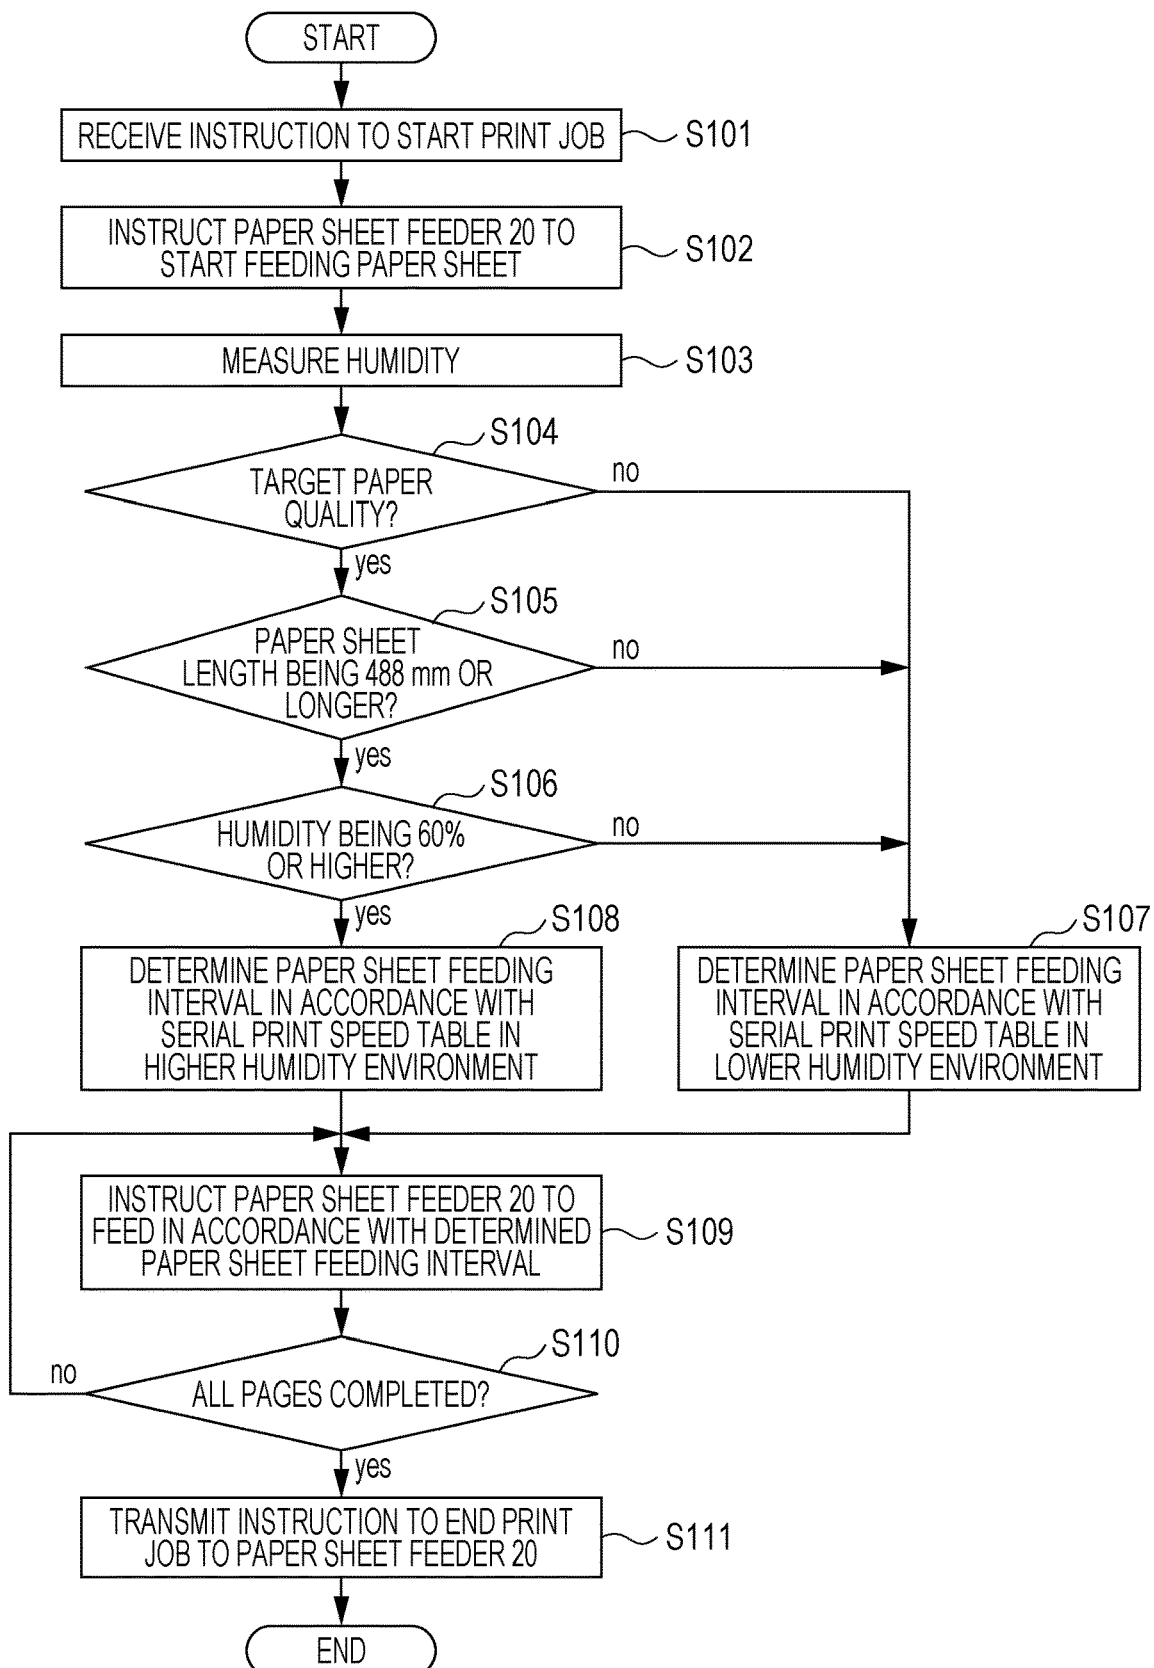 START
RECEIVE INSTRUCTION TO START PRINT JOB
S101
INSTRUCT PAPER SHEET FEEDER 20 TO
START FEEDING PAPER SHEET
S102
MEASURE HUMIDITY
S103
S104
TARGET PAPER
QUALITY?
no
yes
S105
PAPER SHEET
LENGTH BEING 488 mm OR
LONGER?
no
yes
S106
HUMIDITY BEING 60%
OR HIGHER?
no
yes
S108
DETERMINE PAPER SHEET FEEDING
INTERVAL IN ACCORDANCE WITH
SERIAL PRINT SPEED TABLE IN
HIGHER HUMIDITY ENVIRONMENT
S107
DETERMINE PAPER SHEET FEEDING
INTERVAL IN ACCORDANCE WITH
SERIAL PRINT SPEED TABLE IN
LOWER HUMIDITY ENVIRONMENT
INSTRUCT PAPER SHEET FEEDER 20 TO
FEED IN ACCORDANCE WITH DETERMINED
PAPER SHEET FEEDING INTERVAL
S109
S110
ALL PAGES COMPLETED?
no
yes
TRANSMIT INSTRUCTION TO END PRINT
JOB TO PAPER SHEET FEEDER 20
S111
END